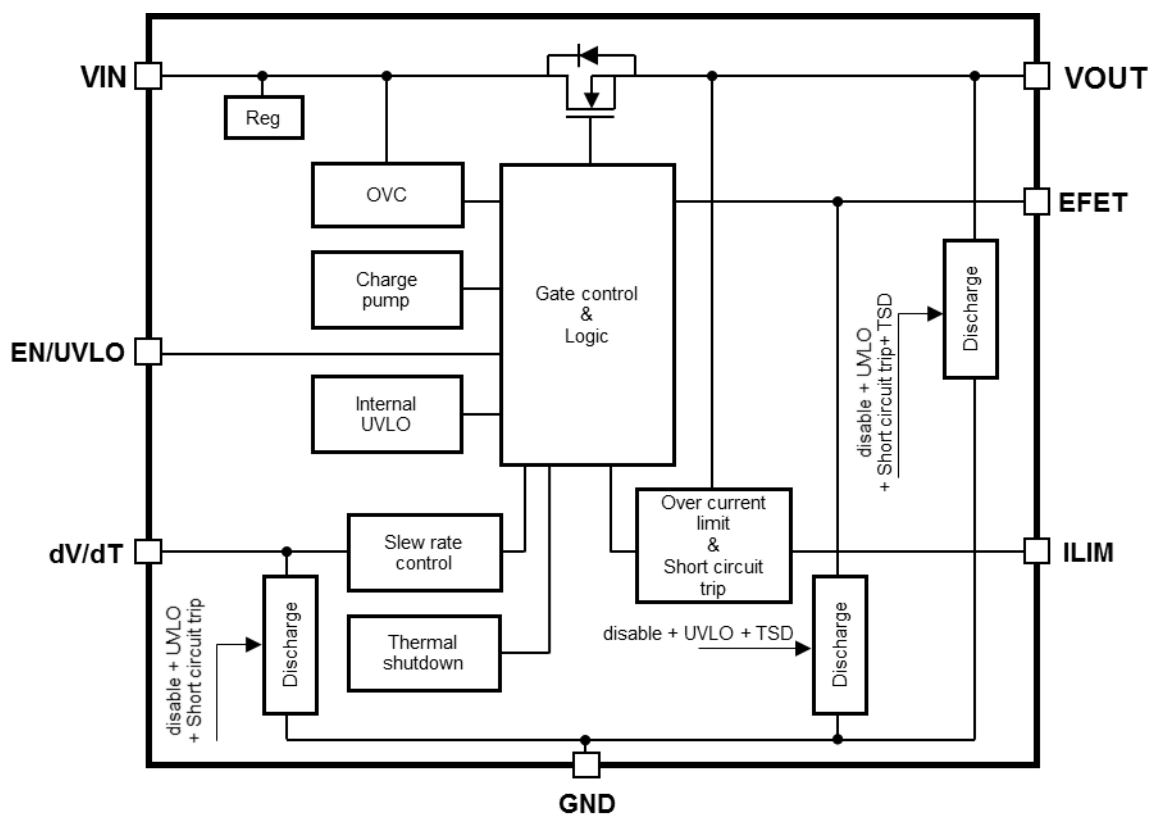 VIN
VOUT
Reg
OVC
EFET
Charge
pump
Gate control
&
Logic
Discharge
disable + UVLO
+ Short circuit trip+ TSD
EN/UVLO
Internal
UVLO
Over current
limit
&
Short circuit
trip
dV/dT
Slew rate
control
ILIM
disable + UVLO
+ Short circuit trip
Discharge
Thermal
shutdown
disable + UVLO + TSD
Discharge
GND